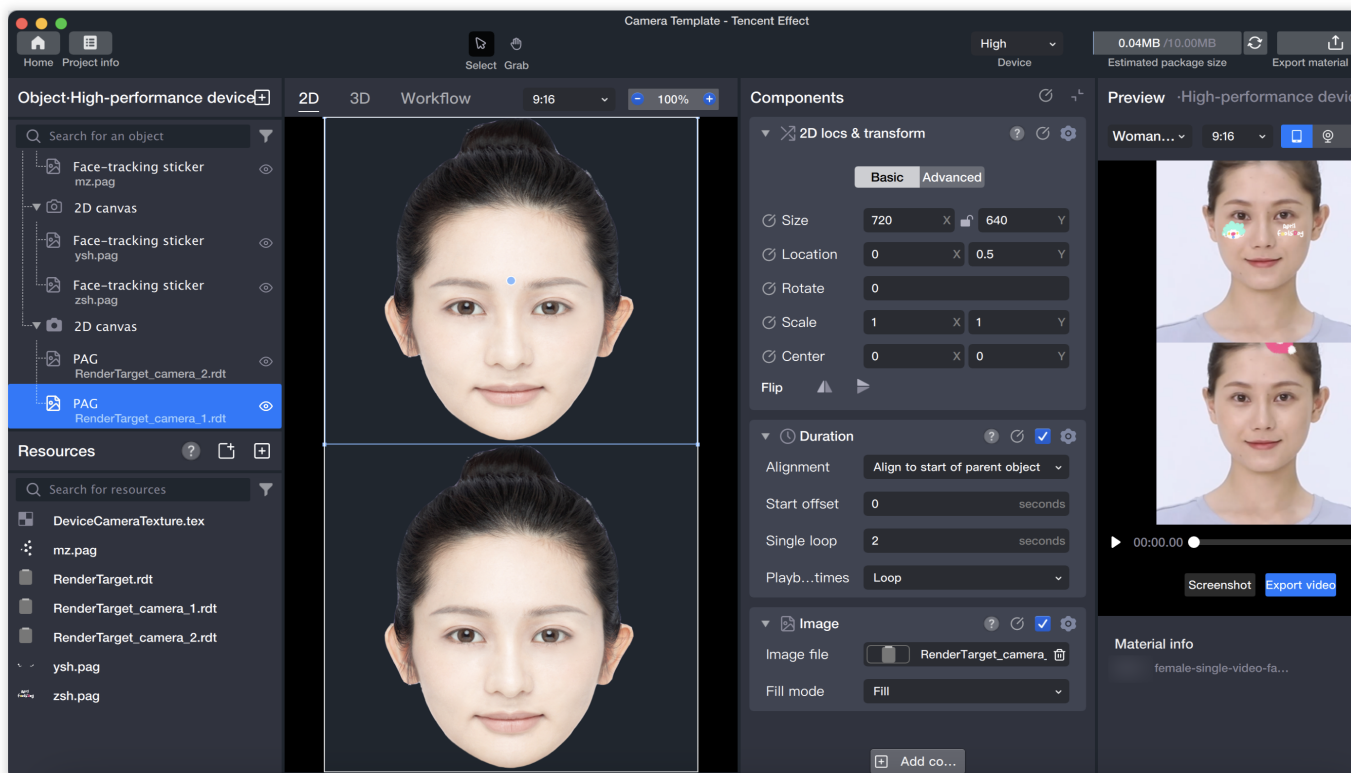 Camera Template - Tencent Effect
Home
Project info
Select
Grab
High
Device
0.04MB /10.00MB
Estimated package size
Export material
Object·High-performance device
Search for an object
Face-tracking sticker
mz.pag
2D canvas
Face-tracking sticker
ysh.pag
Face-tracking sticker
zsh.pag
2D canvas
PAG
RenderTarget_camera_2.rdt
PAG
RenderTarget_camera_1.rdt
Resources
Search for resources
DeviceCameraTexture.tex
mz.pag
RenderTarget.rdt
RenderTarget_camera_1.rdt
RenderTarget_camera_2.rdt
ysh.pag
zsh.pag
2D
3D
Workflow
9:16
100%
Components
2D locs & transform
Basic
Advanced
Size 720 X 640 Y
Location 0 X 0.5 Y
Rotate 0
Scale 1 X 1 Y
Center 0 X 0 Y
Flip
Duration
Alignment Align to start of parent object
Start offset 0 seconds
Single loop 2 seconds
Playb...times Loop
Image
Image file RenderTarget_camera_
Fill mode Fill
Add co...
Preview ·High-performance devi
Woman...
9:16
00:00.00
Screenshot
Export video
Material info
female-single-video-fa...